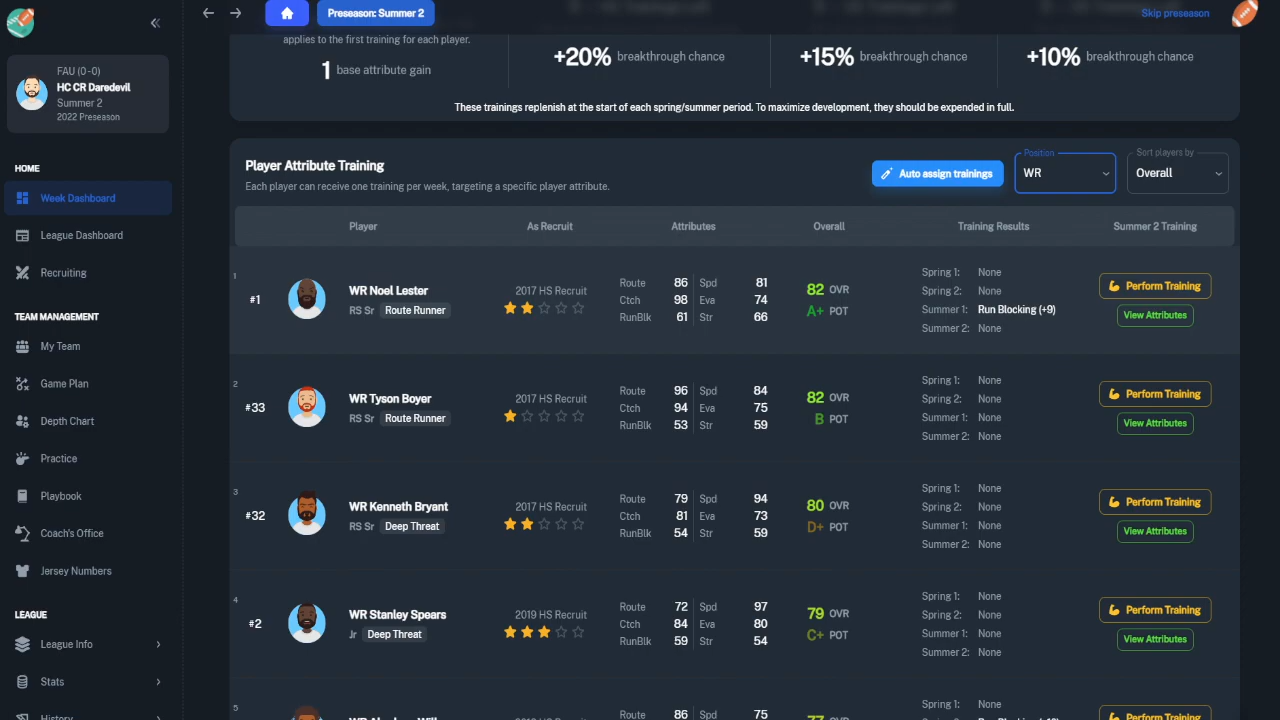 Preseason: Summer 2
Skip preseason
FAU (0-0)
HC CR Daredevil
Summer 2
2022 Preseason
HOME
Week Dashboard
League Dashboard
Recruiting
TEAM MANAGEMENT
My Team
Game Plan
Depth Chart
Practice
Playbook
Coach's Office
Jersey Numbers
LEAGUE
League Info
Stats
History
applies to the first training for each player.
1 base attribute gain
+20% breakthrough chance
+15% breakthrough chance
+10% breakthrough chance
These trainings replenish at the start of each spring/summer period. To maximize development, they should be expended in full.
Player Attribute Training
Each player can receive one training per week, targeting a specific player attribute.
Auto assign trainings
Position
WR
Sort players by
Overall
Player As Recruit Attributes Overall Training Results Summer 2 Training
1
#1
WR Noel Lester
RS Sr Route Runner
2017 HS Recruit
Route 86 Spd 81
Ctch 98 Eva 74
RunBlk 61 Str 66
82 OVR
A+ POT
Spring 1: None
Spring 2: None
Summer 1: Run Blocking (+9)
Summer 2: None
Perform Training
View Attributes
2
#33
WR Tyson Boyer
RS Sr Route Runner
2017 HS Recruit
Route 96 Spd 84
Ctch 94 Eva 75
RunBlk 53 Str 59
82 OVR
B POT
Spring 1: None
Spring 2: None
Summer 1: None
Summer 2: None
Perform Training
View Attributes
3
#32
WR Kenneth Bryant
RS Sr Deep Threat
2017 HS Recruit
Route 79 Spd 94
Ctch 81 Eva 73
RunBlk 54 Str 59
80 OVR
D+ POT
Spring 1: None
Spring 2: None
Summer 1: None
Summer 2: None
Perform Training
View Attributes
4
#2
WR Stanley Spears
Jr Deep Threat
2019 HS Recruit
Route 72 Spd 97
Ctch 84 Eva 80
RunBlk 59 Str 54
79 OVR
C+ POT
Spring 1: None
Spring 2: None
Summer 1: None
Summer 2: None
Perform Training
View Attributes
5
WR
Route 86 Spd 75
77 OVR
Spring 1: None
Perform Training